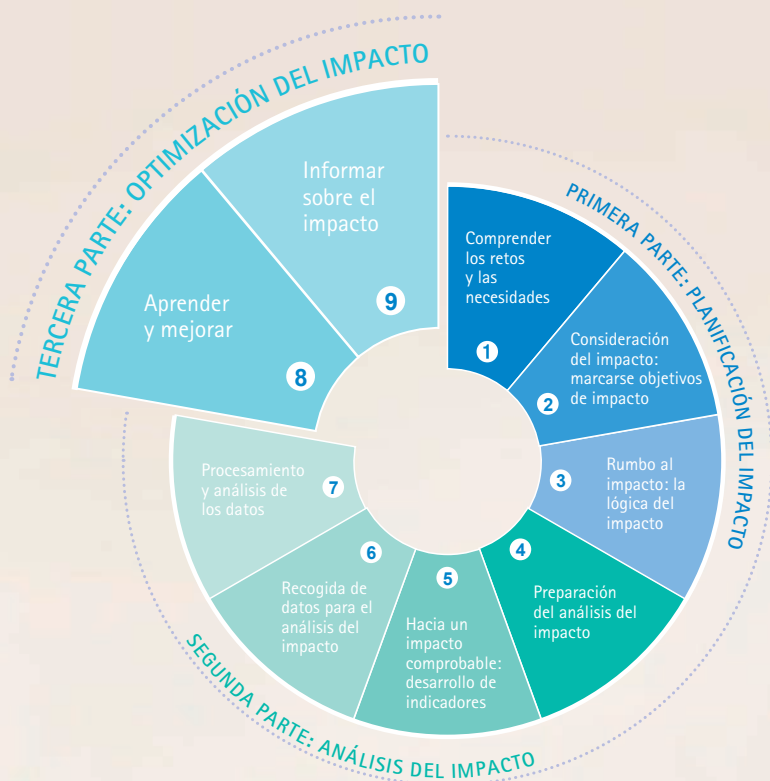 PRIMERA PARTE: PLANIFICACIÓN DEL IMPACTO
Comprender
los retos
y las
necesidades
1
Consideración
del impacto:
marcarse objetivos
de impacto
2
Rumbo al
impacto: la
lógica del
impacto
3
SEGUNDA PARTE: ANÁLISIS DEL IMPACTO
4
Preparación
del análisis del
impacto
5
Hacia un
impacto
comprobable:
desarrollo de
indicadores
6
Recogida de
datos para el
análisis del
impacto
Procesamiento
y análisis de
los datos
7
TERCERA PARTE: OPTIMIZACIÓN DEL IMPACTO
Aprender
y mejorar
8
Informar
sobre el
impacto
9